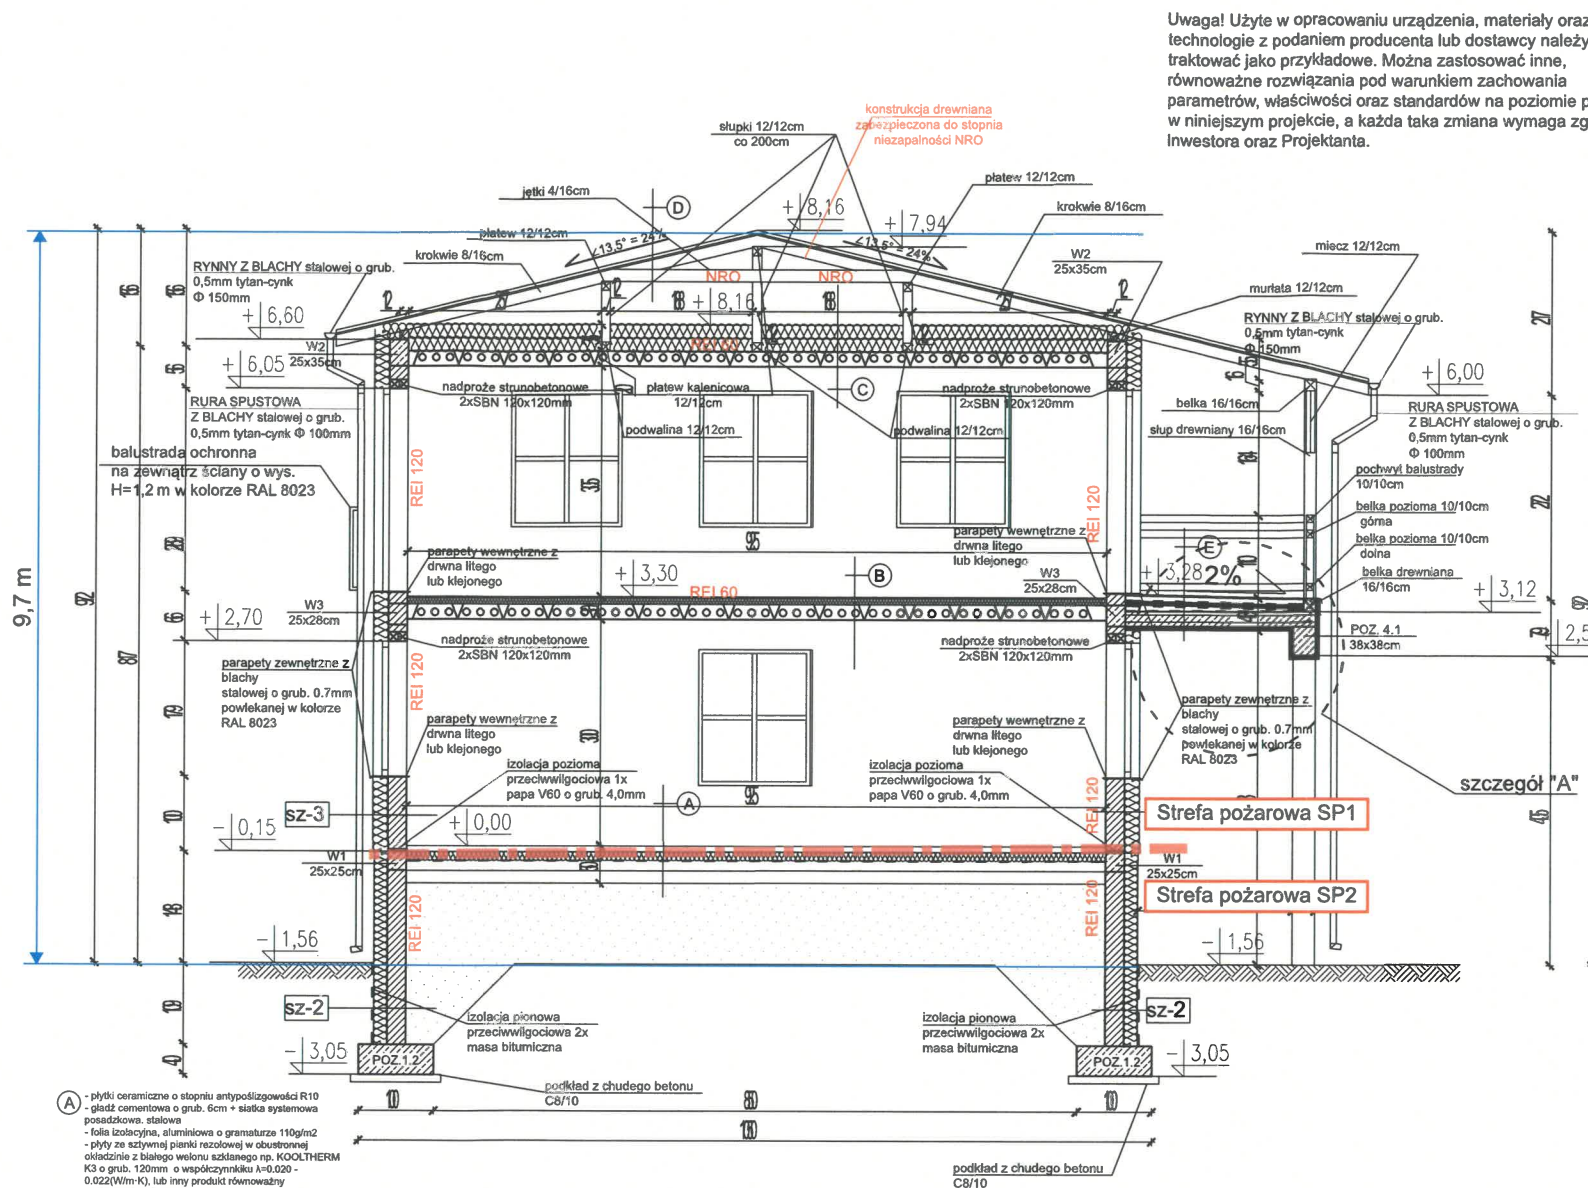 Uwaga! Użyte w opracowaniu urządzenia, materiały oraz
technologie z podaniem producenta lub dostawcy należy
traktować jako przykładowe. Można zastosować inne,
równoważne rozwiązania pod warunkiem zachowania
parametrów, właściwości oraz standardów na poziomie p
w niniejszym projekcie, a każda taka zmiana wymaga zg
Inwestora oraz Projektanta.
konstrukcja drewniana
zabezpieczona do stopnia
niezapalności NRO
słupki 12/12cm
co 200cm
jętki 4/16cm
D
+8,16
+7,94
płatew 12/12cm
krokwie 8/16cm
płatew 12/12cm
krokwie 8/16cm
∠13.5° = 24%
∠13.5° = 24%
W2
25x35cm
miecz 12/12cm
murłata 12/12cm
RYNNY Z BLACHY stalowej o grub.
0,5mm tytan-cynk
Φ 150mm
RYNNY Z BLACHY stalowej o grub.
0,5mm tytan-cynk
Φ 150mm
NRO
NRO
+8,16
+6,60
W2
25x35cm
REI 60
+6,05
+6,00
nadproże strunobetonowe
2xSBN 120x120mm
płatew kalenicowa
12/12cm
C
nadproże strunobetonowe
2xSBN 120x120mm
podwalina 12/12cm
podwalina 12/12cm
belka 16/16cm
słup drewniany 16/16cm
RURA SPUSTOWA
Z BLACHY stalowej o grub.
0,5mm tytan-cynk Φ 100mm
RURA SPUSTOWA
Z BLACHY stalowej o grub.
0,5mm tytan-cynk
Φ 100mm
balustrada ochronna
na zewnątrz ściany o wys.
H=1,2 m w kolorze RAL 8023
REI 120
REI 120
pochwyt balustrady
10/10cm
belka pozioma 10/10cm
górna
belka pozioma 10/10cm
dolna
belka drewniana
16/16cm
parapety wewnętrzne z
drwna litego
lub klejonego
parapety wewnętrzne z
drwna litego
lub klejonego
E
+3,28
2%
+3,30
REI 60
B
W3
25x28cm
W3
25x28cm
+3,12
+2,70
2,5
POZ. 4.1
38x38cm
nadproże strunobetonowe
2xSBN 120x120mm
nadproże strunobetonowe
2xSBN 120x120mm
9,7 m
parapety zewnętrzne z
blachy
stalowej o grub. 0.7mm
powlekanej w kolorze
RAL 8023
REI 120
parapety wewnętrzne z
drwna litego
lub klejonego
parapety wewnętrzne z
drwna litego
lub klejonego
parapety zewnętrzne z
blachy
stalowej o grub. 0.7mm
powlekanej w kolorze
RAL 8023
izolacja pozioma
przeciwwilgociowa 1x
papa V60 o grub. 4,0mm
izolacja pozioma
przeciwwilgociowa 1x
papa V60 o grub. 4,0mm
szczegół "A"
A
REI 120
sz-3
Strefa pożarowa SP1
-0,15
+0,00
W1
25x25cm
W1
25x25cm
Strefa pożarowa SP2
REI 120
REI 120
-1,56
-1,56
sz-2
sz-2
izolacja pionowa
przeciwwilgociowa 2x
masa bitumiczna
izolacja pionowa
przeciwwilgociowa 2x
masa bitumiczna
-3,05
POZ.1.2
POZ.1.2
-3,05
podkład z chudego betonu
C8/10
podkład z chudego betonu
C8/10
A
- płytki ceramiczne o stopniu antypoślizgowości R10
- gładź cementowa o grub. 6cm + siatka systemowa
posadzkowa. stalowa
- folia izolacyjna, aluminiowa o gramaturze 110g/m2
- płyty ze sztywnej pianki rezolowej w obustronnej
okładzinie z białego welonu szklanego np. KOOLTHERM
K3 o grub. 120mm o współczynnikiu λ=0.020 -
0.022(W/m·K), lub inny produkt równoważny